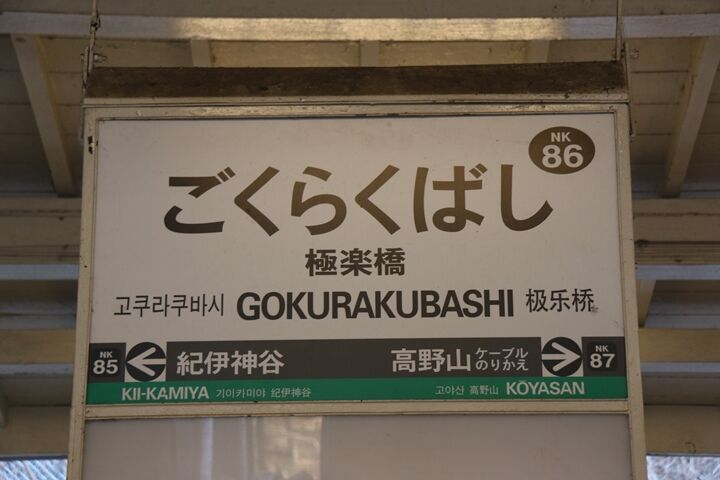 NK
86
ごくらくばし
極楽橋
고쿠라쿠바시 GOKURAKUBASHI 极乐桥
NK
85
紀伊神谷
高野山 ケーブル
のりかえ
NK
87
KII-KAMIYA 기이카미야 紀伊神谷
고야산 高野山 KŌYASAN